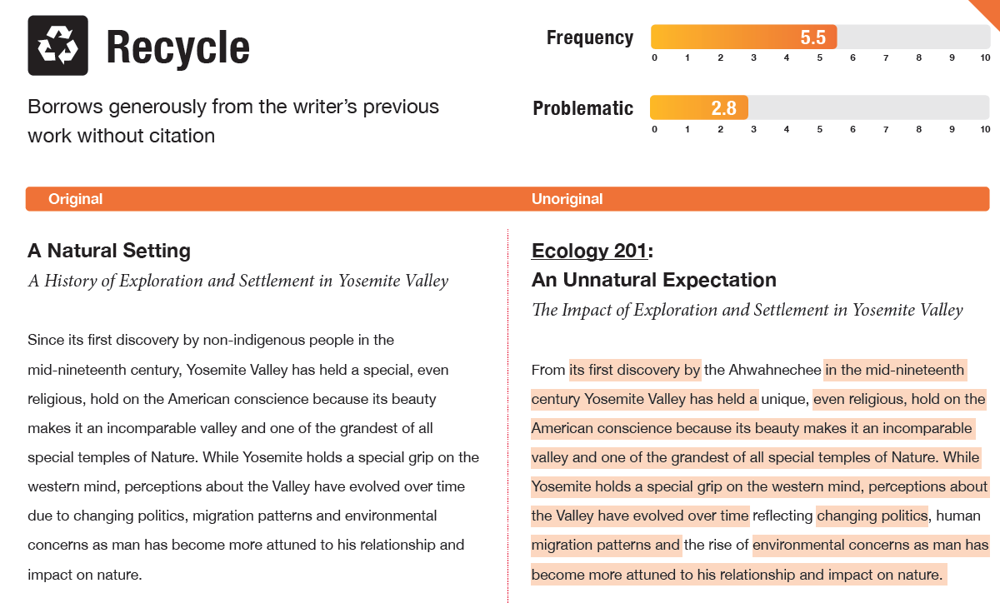 Recycle
Borrows generously from the writer’s previous
work without citation
Frequency
5.5
0 1 2 3 4 5 6 7 8 9 10
Problematic
2.8
0 1 2 3 4 5 6 7 8 9 10
Original
Unoriginal
A Natural Setting
A History of Exploration and Settlement in Yosemite Valley
Since its first discovery by non-indigenous people in the
mid-nineteenth century, Yosemite Valley has held a special, even
religious, hold on the American conscience because its beauty
makes it an incomparable valley and one of the grandest of all
special temples of Nature. While Yosemite holds a special grip on the
western mind, perceptions about the Valley have evolved over time
due to changing politics, migration patterns and environmental
concerns as man has become more attuned to his relationship and
impact on nature.
Ecology 201:
An Unnatural Expectation
The Impact of Exploration and Settlement in Yosemite Valley
From its first discovery by the Ahwahnechee in the mid-nineteenth
century Yosemite Valley has held a unique, even religious, hold on the
American conscience because its beauty makes it an incomparable
valley and one of the grandest of all special temples of Nature. While
Yosemite holds a special grip on the western mind, perceptions about
the Valley have evolved over time reflecting changing politics, human
migration patterns and the rise of environmental concerns as man has
become more attuned to his relationship and impact on nature.